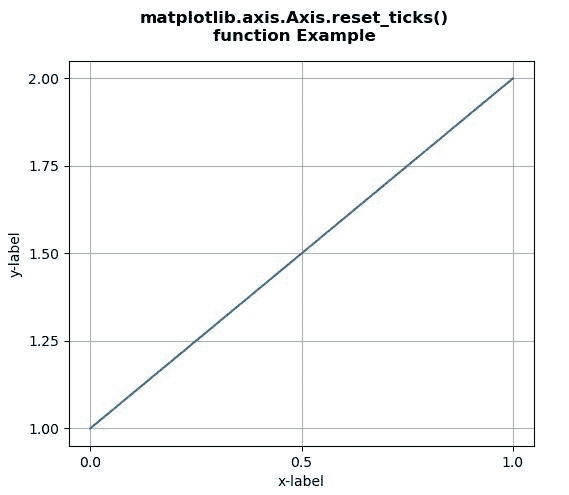 matplotlib.axis.Axis.reset_ticks()
function Example
2.00
1.75
1.50
1.25
1.00
y-label
0.0 0.5 1.0
x-label